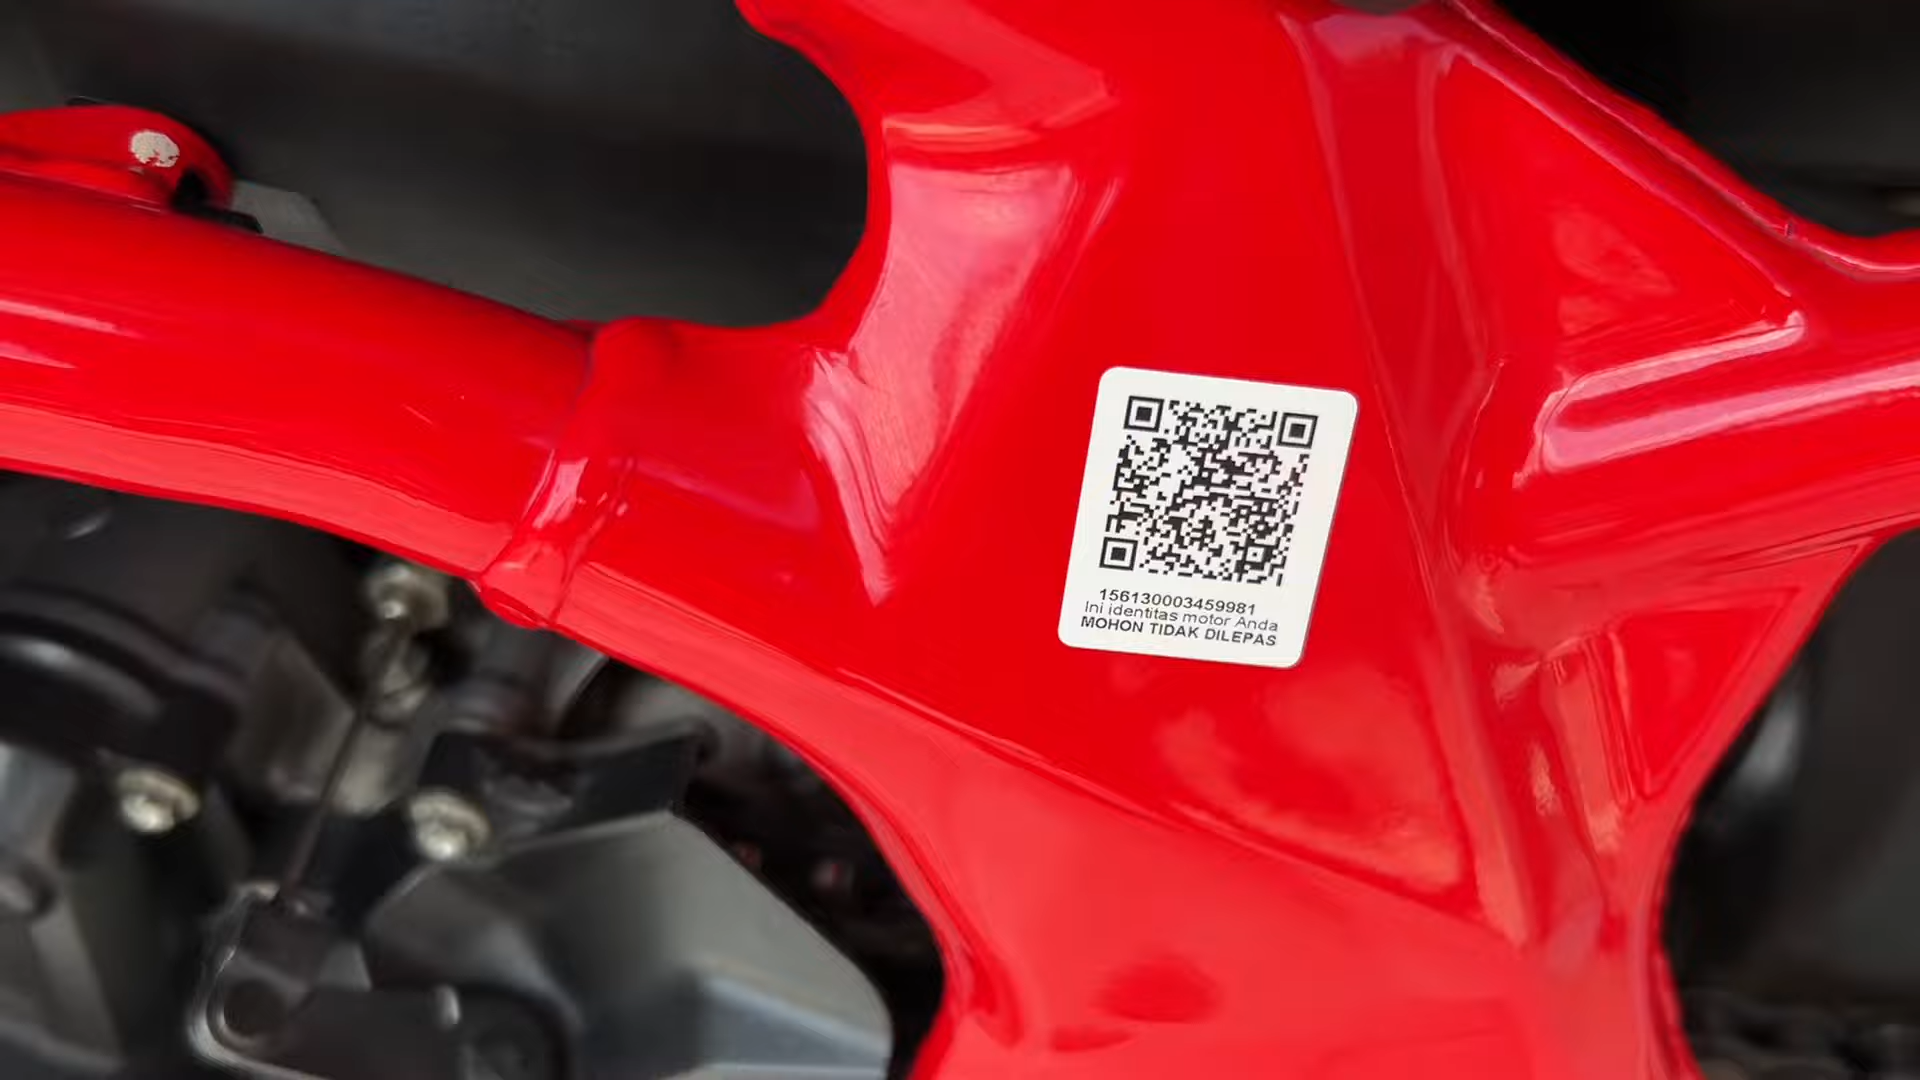 156130003459981
Ini identitas motor Anda
MOHON TIDAK DILEPAS